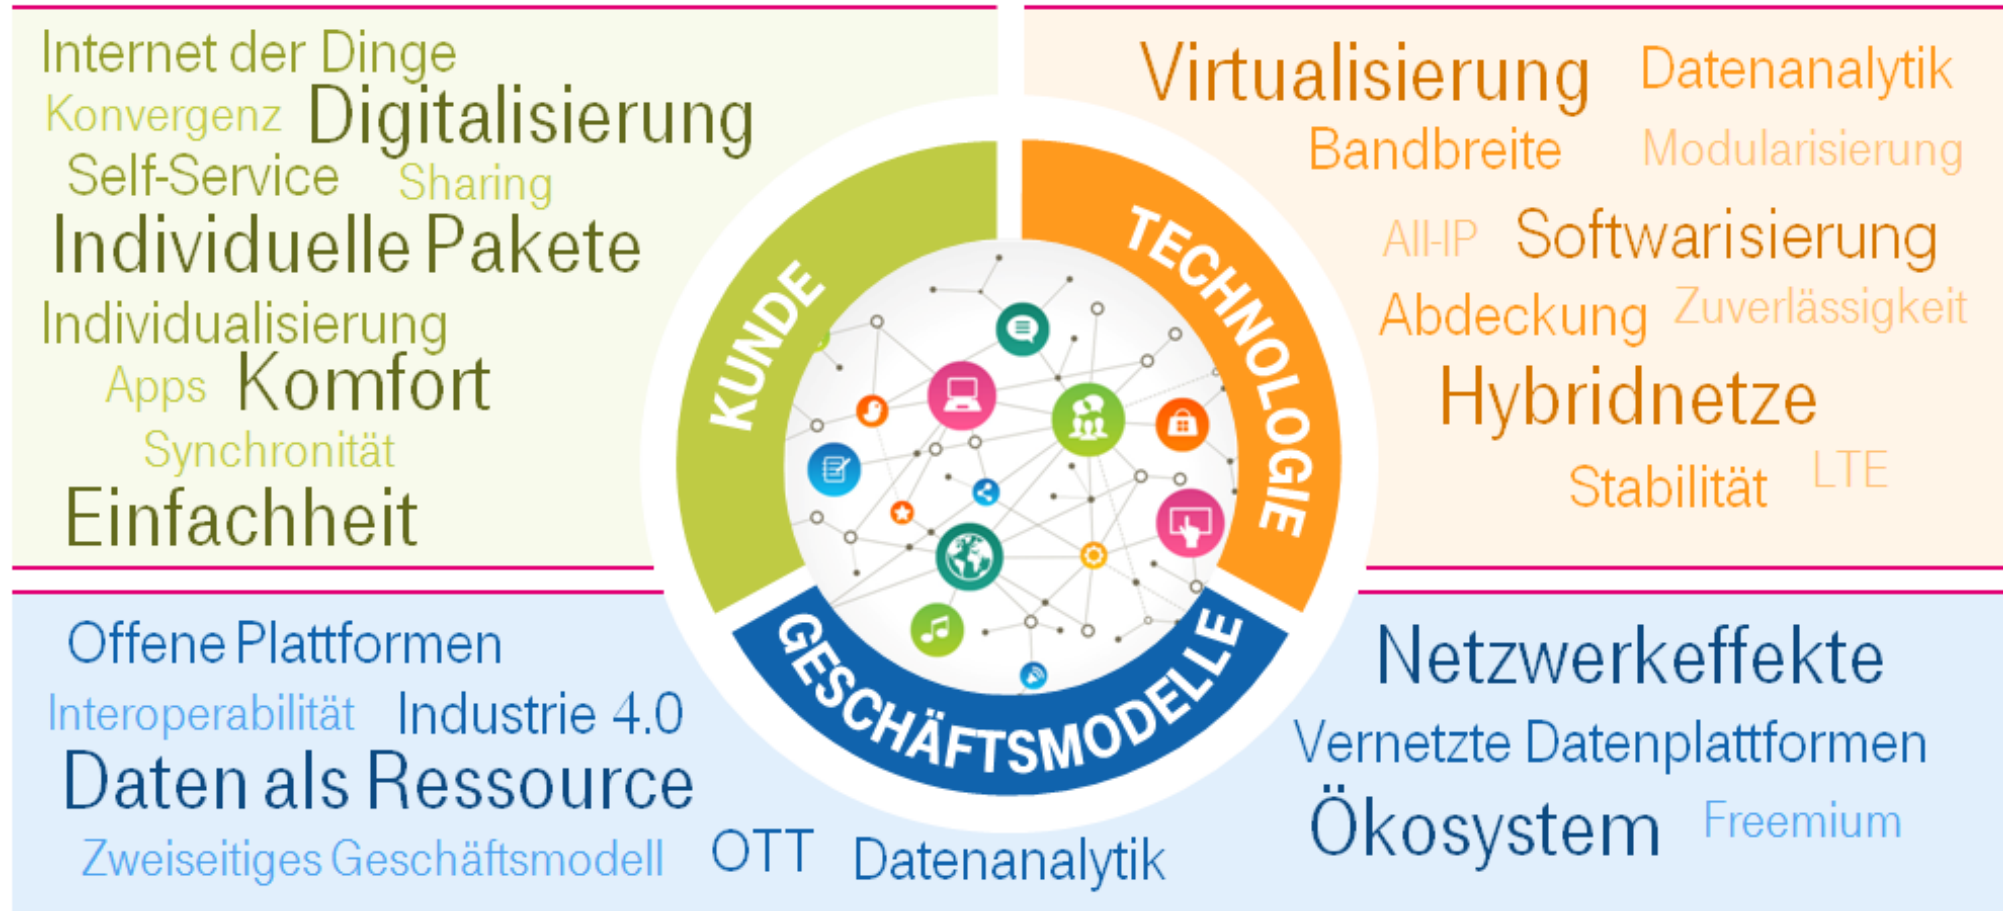 Internet der Dinge
Konvergenz Digitalisierung
Self-Service Sharing
Individuelle Pakete
Individualisierung
Apps Komfort
Synchronität
Einfachheit
KUNDE
Virtualisierung Datenanalytik
Bandbreite Modularisierung
All-IP Softwarisierung
Abdeckung Zuverlässigkeit
Hybridnetze
Stabilität LTE
TECHNOLOGIE
GESCHÄFTSMODELLE
Offene Plattformen
Interoperabilität Industrie 4.0
Daten als Ressource
Zweiseitiges Geschäftsmodell OTT Datenanalytik
Netzwerkeffekte
Vernetzte Datenplattformen
Ökosystem Freemium